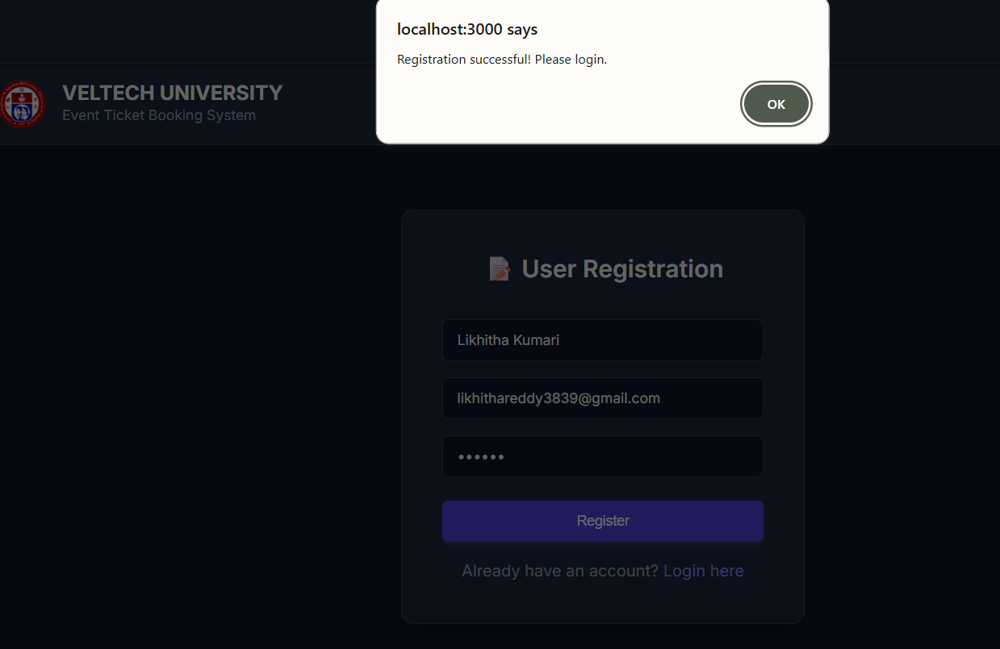 localhost:3000 says
Registration successful! Please login.
OK
VELTECH UNIVERSITY
Event Ticket Booking System
User Registration
Likhitha Kumari
likhithareddy3839@gmail.com
••••••
Register
Already have an account? Login here